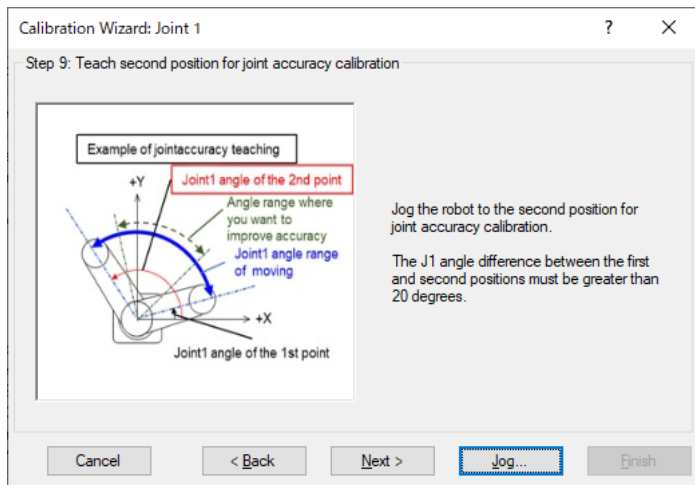 Calibration Wizard: Joint 1
?
Step 9: Teach second position for joint accuracy calibration
Example of jointaccuracy teaching
+Y
Joint1 angle of the 2nd point
Angle range where
you want to
improve accuracy
Joint1 angle range
of moving
+X
Joint1 angle of the 1st point
Jog the robot to the second position for
joint accuracy calibration.
The J1 angle difference between the first
and second positions must be greater than
20 degrees.
Cancel
< Back
Next >
Jog...
Finish